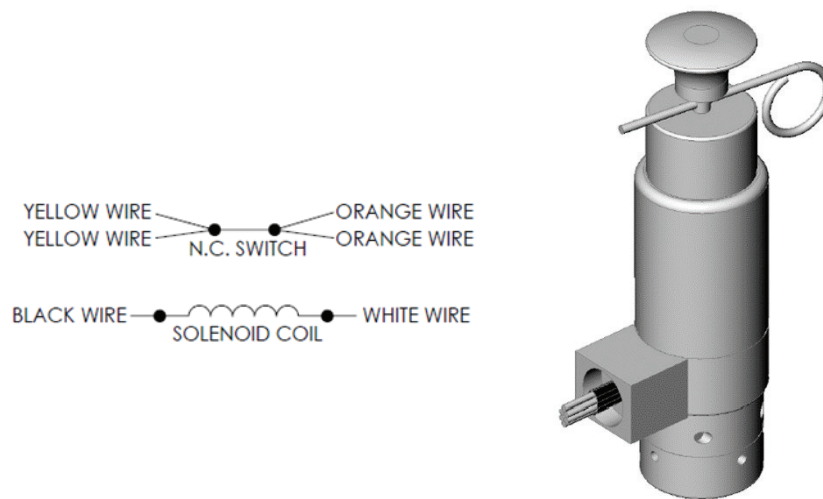 YELLOW WIRE ORANGE WIRE
YELLOW WIRE ORANGE WIRE
N.C. SWITCH
BLACK WIRE WHITE WIRE
SOLENOID COIL